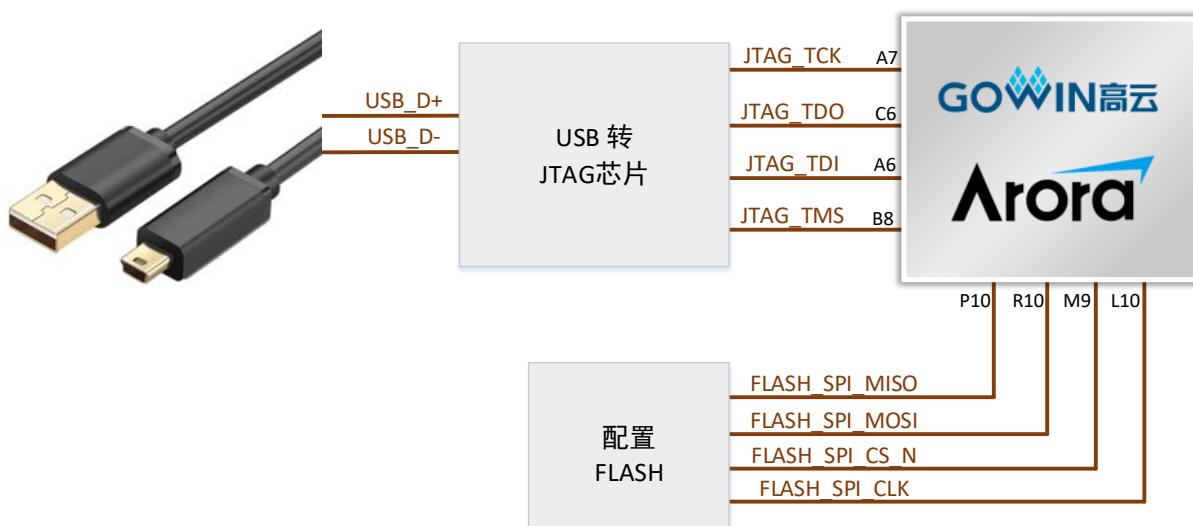 USB_D+
USB_D-
USB 转
JTAG芯片
JTAG_TCK A7
JTAG_TDO C6
JTAG_TDI A6
JTAG_TMS B8
GOWIN高云
Arora
P10 R10 M9 L10
配置
FLASH
FLASH_SPI_MISO
FLASH_SPI_MOSI
FLASH_SPI_CS_N
FLASH_SPI_CLK